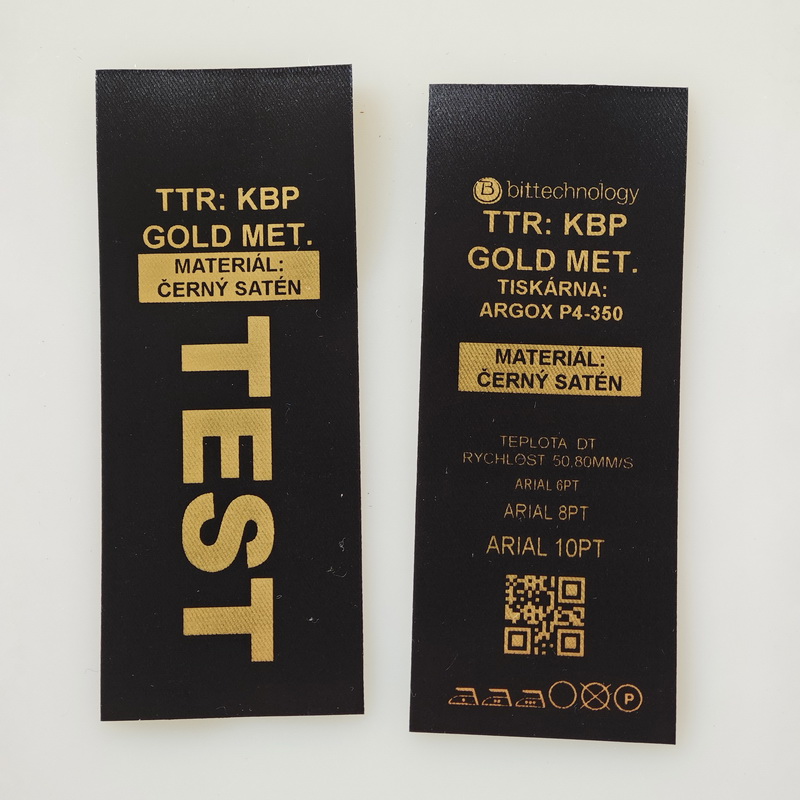 TTR: KBP
GOLD MET.
MATERIÁL:
ČERNÝ SATÉN
TEST
B bittechnology
TTR: KBP
GOLD MET.
TISKÁRNA:
ARGOX P4-350
MATERIÁL:
ČERNÝ SATÉN
TEPLOTA DT
RYCHLOST 50,80MM/S
ARIAL 6PT
ARIAL 8PT
ARIAL 10PT
P